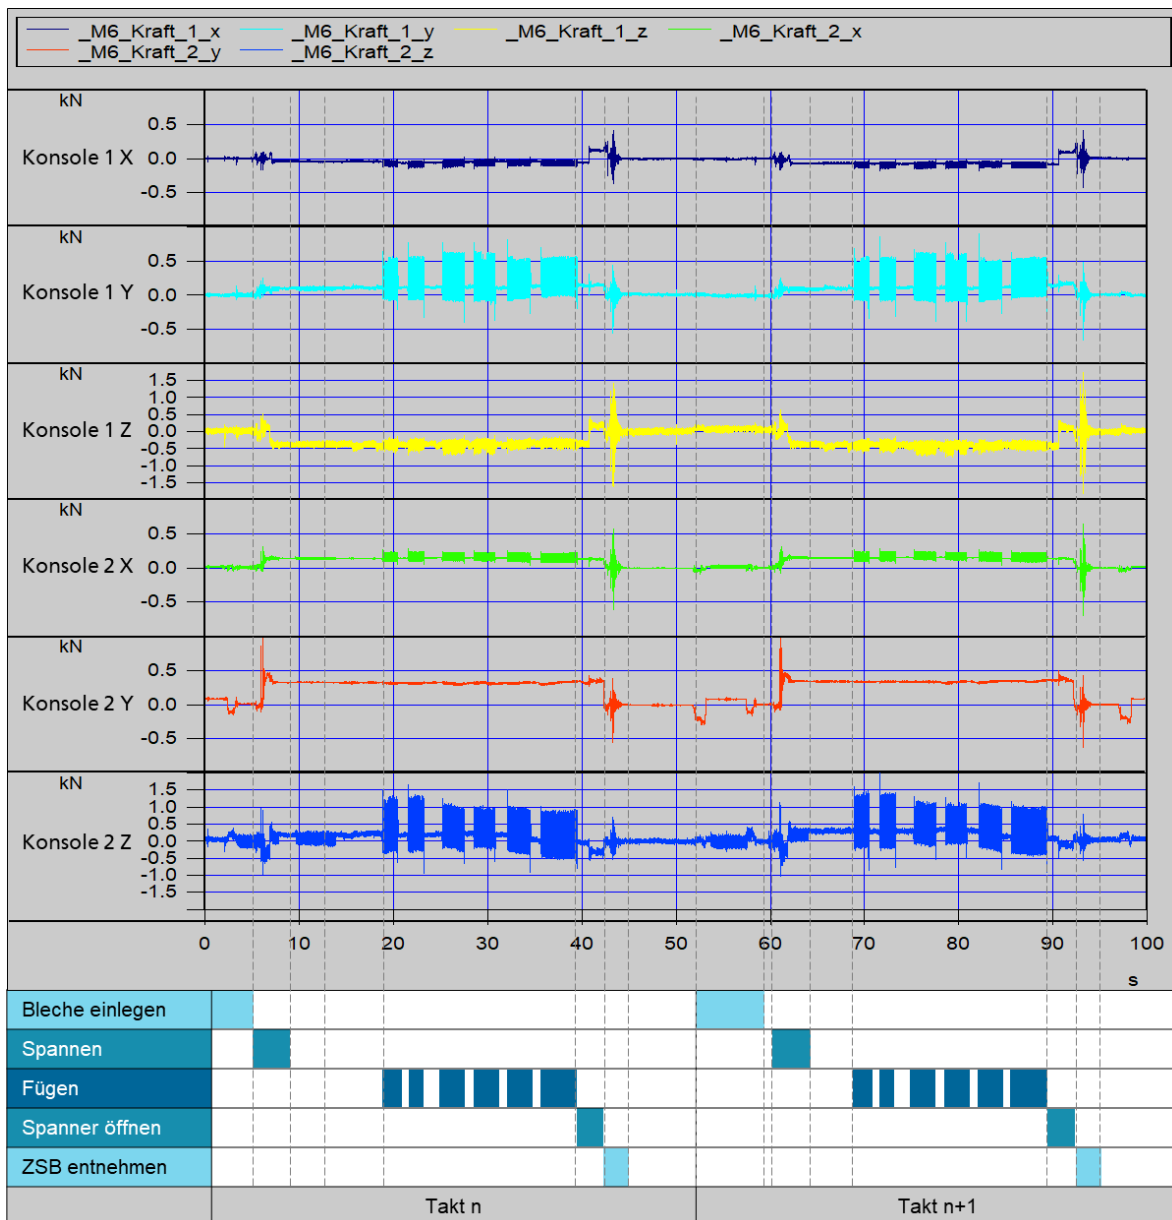 _M6_Kraft_1_x _M6_Kraft_1_y _M6_Kraft_1_z _M6_Kraft_2_x
_M6_Kraft_2_y _M6_Kraft_2_z
kN
0.5
Konsole 1 X 0.0
-0.5
kN
0.5
Konsole 1 Y 0.0
-0.5
kN
1.5
1.0
0.5
Konsole 1 Z 0.0
-0.5
-1.0
-1.5
kN
0.5
Konsole 2 X 0.0
-0.5
kN
0.5
Konsole 2 Y 0.0
-0.5
kN
1.5
1.0
0.5
Konsole 2 Z 0.0
-0.5
-1.0
-1.5
0 10 20 30 40 50 60 70 80 90 100
s
Bleche einlegen
Spannen
Fügen
Spanner öffnen
ZSB entnehmen
Takt n Takt n+1